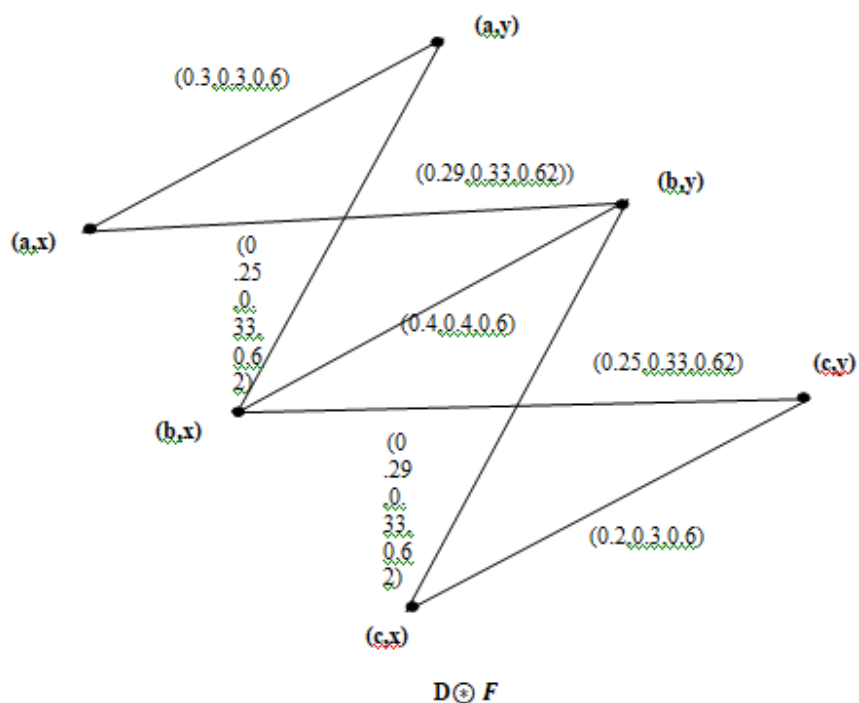 (a,y)
(0.3,0.3,0.6)
(0.29,0.33,0.62))
(b,y)
(a,x)
(0
.25
,0.
33,
0.6
2)
(0.4,0.4,0.6)
(0.25,0.33,0.62)
(c,y)
(b,x)
(0
.29
,0.
33,
0.6
2)
(0.2,0.3,0.6)
(c,x)
D⊛ F